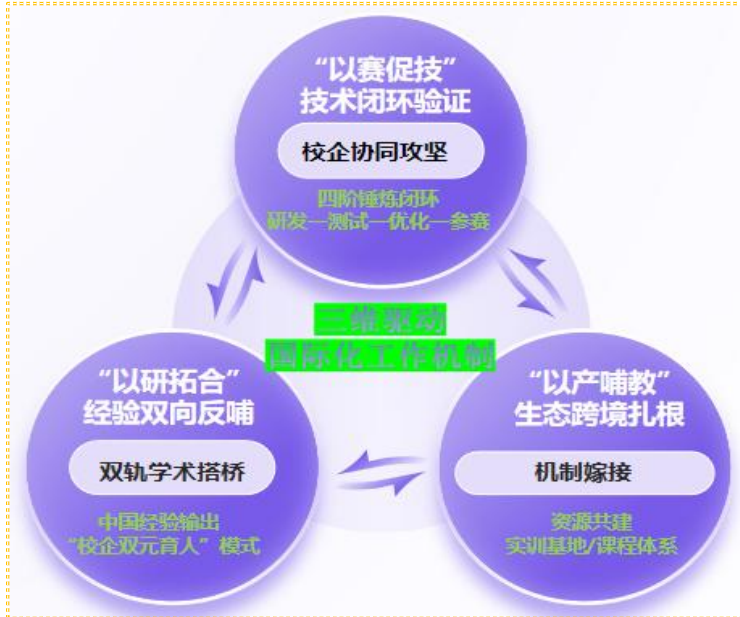 “以赛促技”
技术闭环验证
校企协同攻坚
四阶锤炼闭环
研发—测试—优化—参赛
三维驱动
国际化工作机制
“以研拓合”
经验双向反哺
双轨学术搭桥
中国经验输出
“校企双元育人”模式
“以产哺教”
生态跨境扎根
机制嫁接
资源共建
实训基地/课程体系